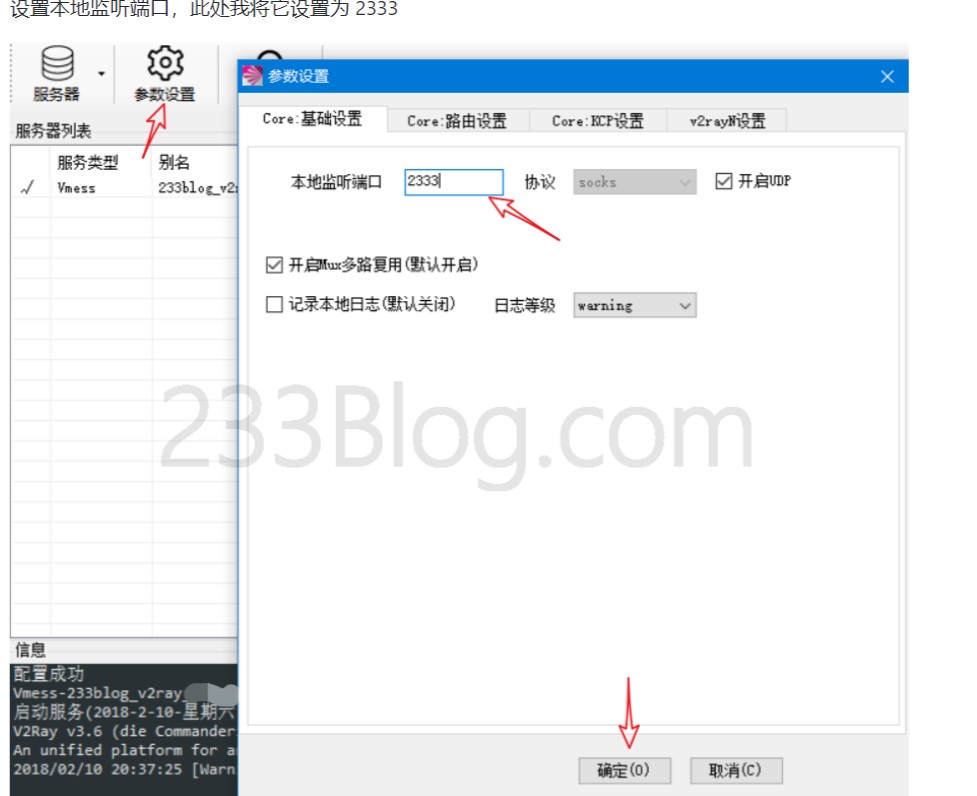 设置本地监听端口，此处我将它设置为 2333
服务器 参数设置
参数设置
服务器列表
Core:基础设置 Core:路由设置 Core:KCP设置 v2rayN设置
服务类型 别名
Vmess 233blog_v2
本地监听端口 2333 协议 socks 开启UDP
开启Mux多路复用(默认开启)
记录本地日志(默认关闭) 日志等级 warning
233Blog.com
信息
配置成功
Vmess-233blog_v2ray
启动服务(2018-2-10-星期六
V2Ray v3.6 (die Commander
An unified platform for a
2018/02/10 20:37:25 [Warn
确定(O) 取消(C)